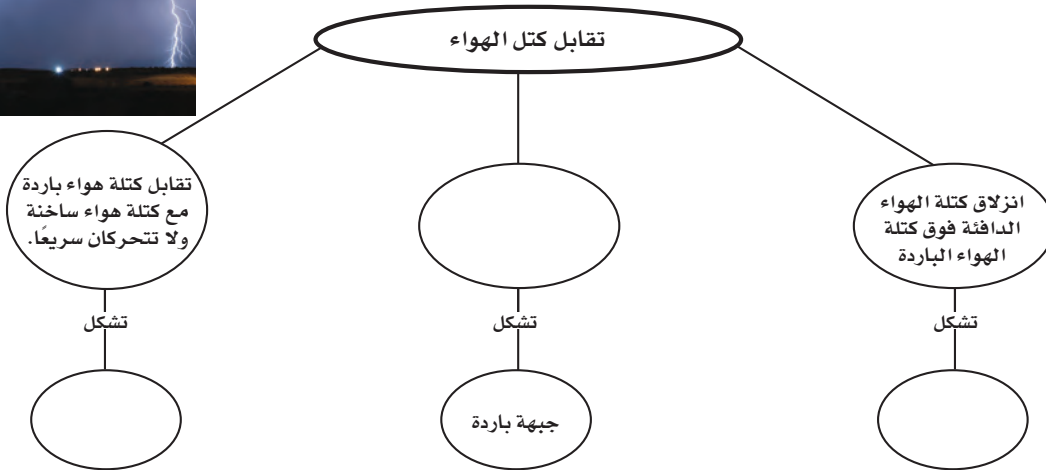 تقابل كتل الهواء
انزلاق كتلة الهواء
الدافئة فوق كتلة
الهواء الباردة
تقابل كتلة هواء باردة
مع كتلة هواء ساخنة
ولا تتحركان سريعًا.
تشكل
تشكل
تشكل
جبهة باردة